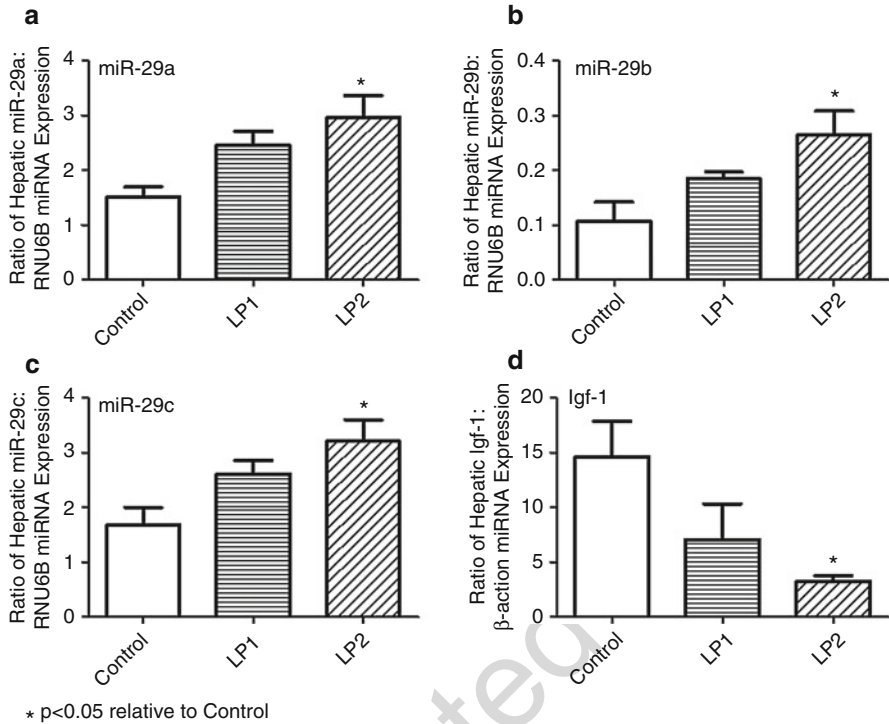 a
miR-29a
Ratio of Hepatic miR-29a:
RNU6B miRNA Expression
4
3
2
1
0
*
Control
LP1
LP2
b
miR-29b
Ratio of Hepatic miR-29b:
RNU6B miRNA Expression
0.4
0.3
0.2
0.1
0.0
*
Control
LP1
LP2
c
miR-29c
Ratio of Hepatic miR-29c:
RNU6B miRNA Expression
4
3
2
1
0
*
Control
LP1
LP2
d
Igf-1
Ratio of Hepatic Igf-1:
β-action miRNA Expression
20
15
10
5
0
*
Control
LP1
LP2
* p<0.05 relative to Control